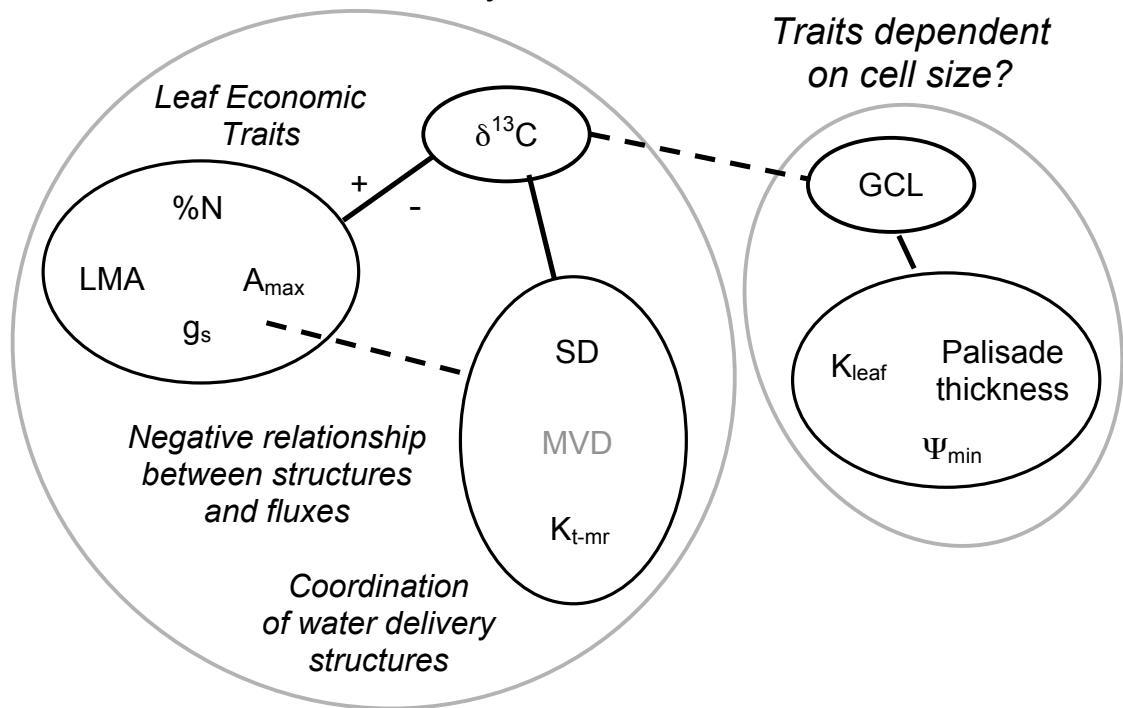 Traits dependent
on cell size?
Leaf Economic
Traits
δ¹³C
GCL
+
-
%N
LMA
Aₘₐₓ
gₛ
SD
MVD
Kₜ₋ₘᵣ
K_leaf
Palisade
thickness
Ψₘᵢₙ
Negative relationship
between structures
and fluxes
Coordination
of water delivery
structures